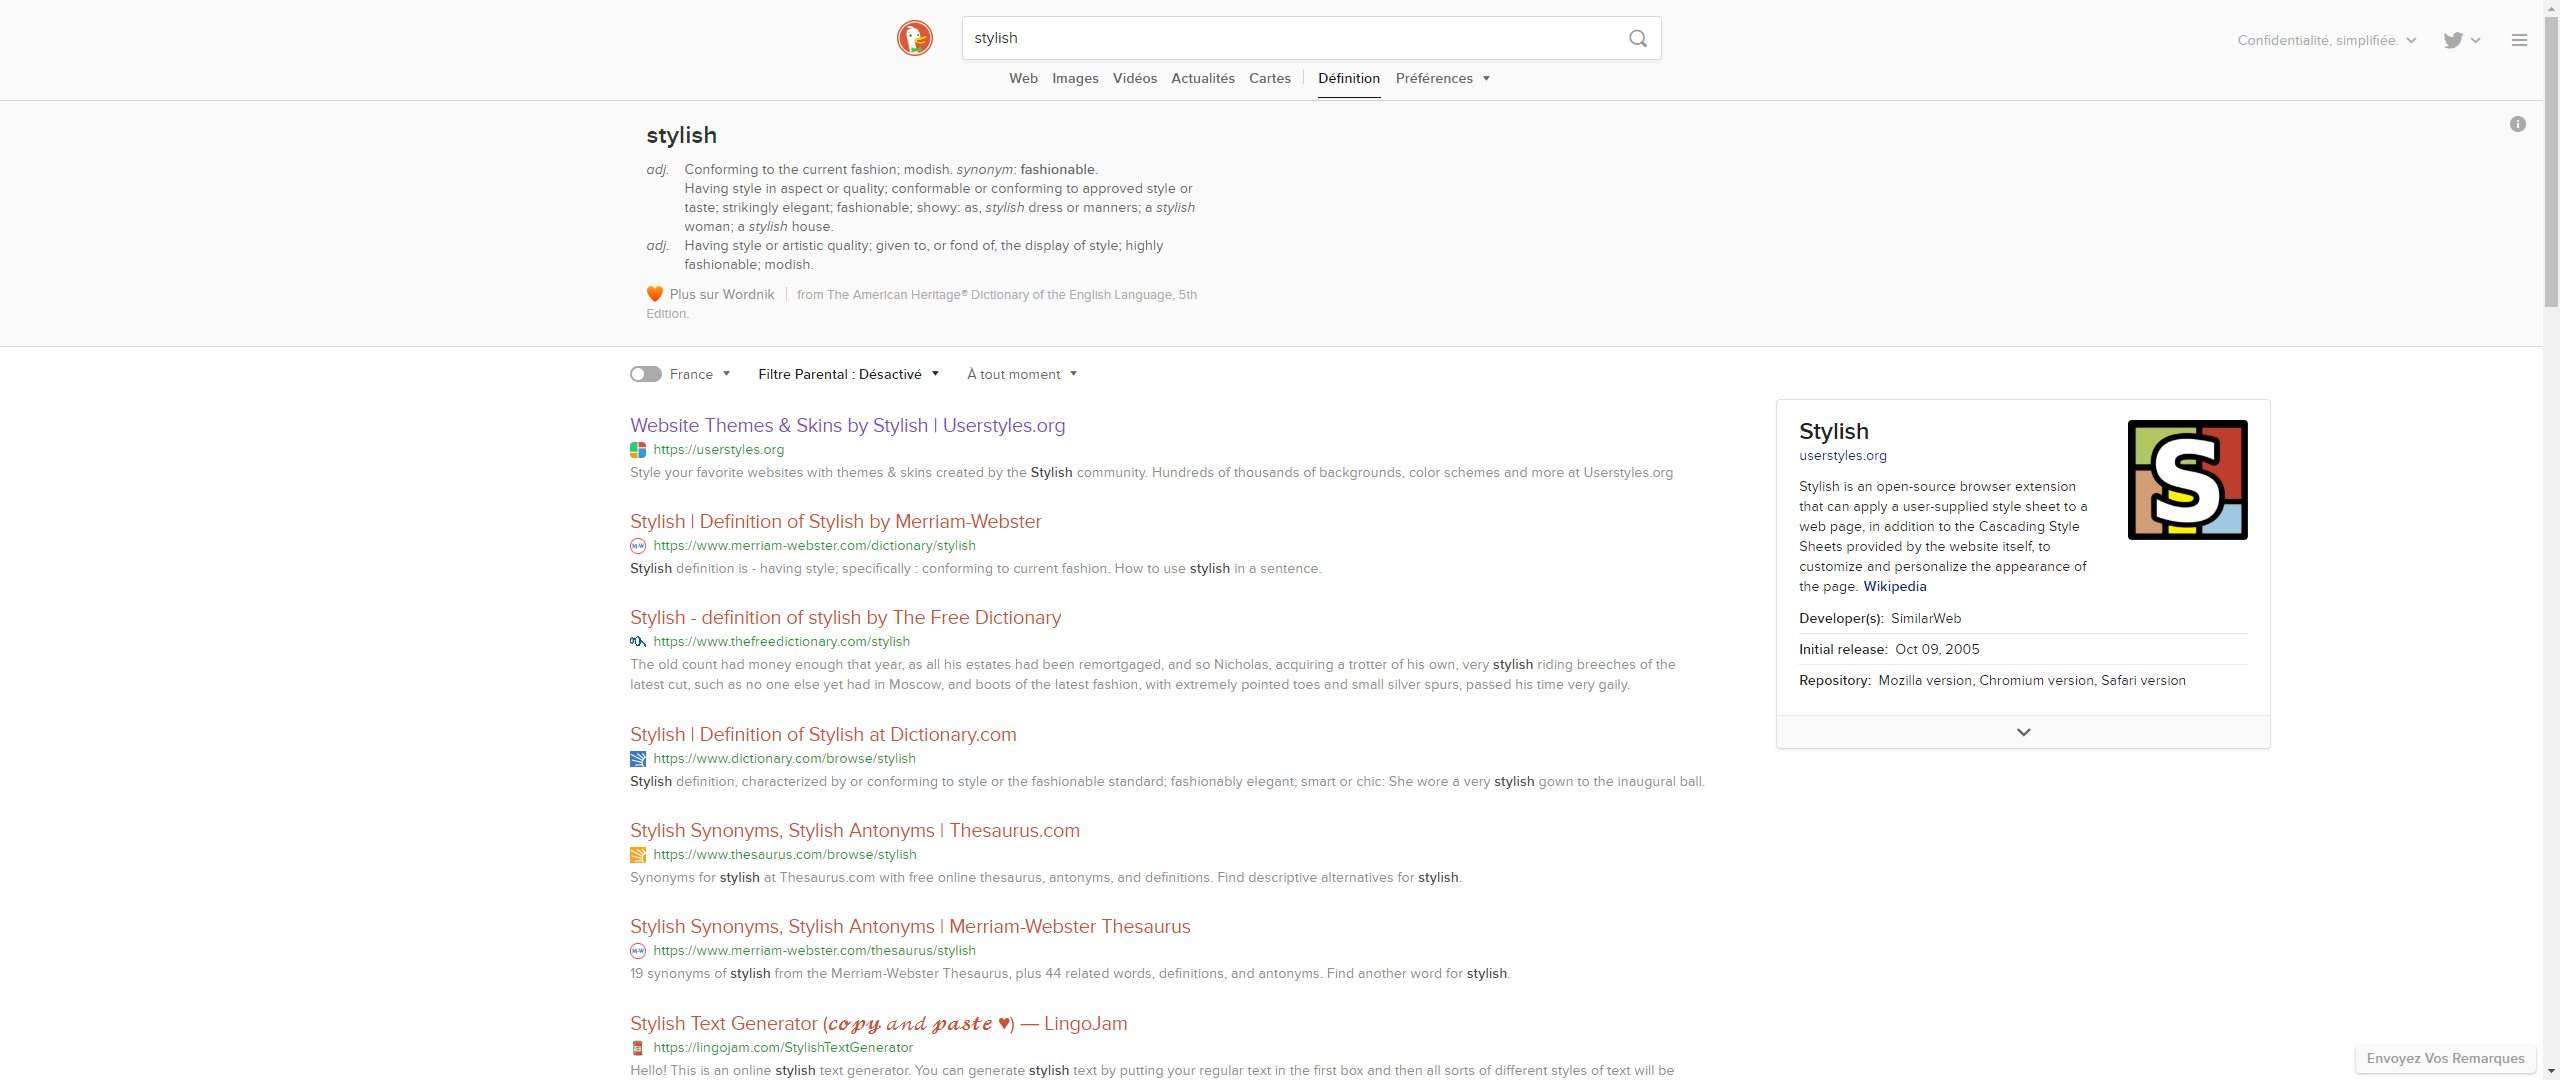 stylish
Confidentialité, simplifiée.
Web Images Vidéos Actualités Cartes Définition Préférences
stylish
adj. Conforming to the current fashion; modish. synonym: fashionable.
Having style in aspect or quality; conformable or conforming to approved style or
taste; strikingly elegant; fashionable; showy: as, stylish dress or manners; a stylish
woman; a stylish house.
adj. Having style or artistic quality; given to, or fond of, the display of style; highly
fashionable; modish.
Plus sur Wordnik from The American Heritage® Dictionary of the English Language, 5th
Edition.
France Filtre Parental : Désactivé À tout moment
Website Themes & Skins by Stylish | Userstyles.org
https://userstyles.org
Style your favorite websites with themes & skins created by the Stylish community. Hundreds of thousands of backgrounds, color schemes and more at Userstyles.org
Stylish | Definition of Stylish by Merriam-Webster
https://www.merriam-webster.com/dictionary/stylish
Stylish definition is - having style; specifically : conforming to current fashion. How to use stylish in a sentence.
Stylish - definition of stylish by The Free Dictionary
https://www.thefreedictionary.com/stylish
The old count had money enough that year, as all his estates had been remortgaged, and so Nicholas, acquiring a trotter of his own, very stylish riding breeches of the
latest cut, such as no one else yet had in Moscow, and boots of the latest fashion, with extremely pointed toes and small silver spurs, passed his time very gaily.
Stylish | Definition of Stylish at Dictionary.com
https://www.dictionary.com/browse/stylish
Stylish definition, characterized by or conforming to style or the fashionable standard; fashionably elegant; smart or chic: She wore a very stylish gown to the inaugural ball.
Stylish Synonyms, Stylish Antonyms | Thesaurus.com
https://www.thesaurus.com/browse/stylish
Synonyms for stylish at Thesaurus.com with free online thesaurus, antonyms, and definitions. Find descriptive alternatives for stylish.
Stylish Synonyms, Stylish Antonyms | Merriam-Webster Thesaurus
https://www.merriam-webster.com/thesaurus/stylish
19 synonyms of stylish from the Merriam-Webster Thesaurus, plus 44 related words, definitions, and antonyms. Find another word for stylish.
Stylish Text Generator (𝓬𝓸𝓹𝔂 𝒶𝓃𝒹 𝓹𝓪𝓼𝓽𝓮 ♥) — LingoJam
https://lingojam.com/StylishTextGenerator
Hello! This is an online stylish text generator. You can generate stylish text by putting your regular text in the first box and then all sorts of different styles of text will be
Stylish
userstyles.org
S
Stylish is an open-source browser extension
that can apply a user-supplied style sheet to a
web page, in addition to the Cascading Style
Sheets provided by the website itself, to
customize and personalize the appearance of
the page. Wikipedia
Developer(s): SimilarWeb
Initial release: Oct 09, 2005
Repository: Mozilla version, Chromium version, Safari version
Envoyez Vos Remarques